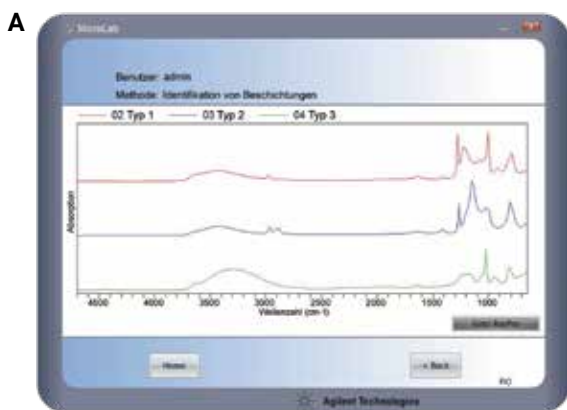 A
MicroLab
Benutzer: admin
Methode: Identifikation von Beschichtungen
02 Typ 1 03 Typ 2 04 Typ 3
Absorption
4500 4000 3500 3000 2500 2000 1500 1000
Wellenzahl (cm-1)
Home < Back
Agilent Technologies